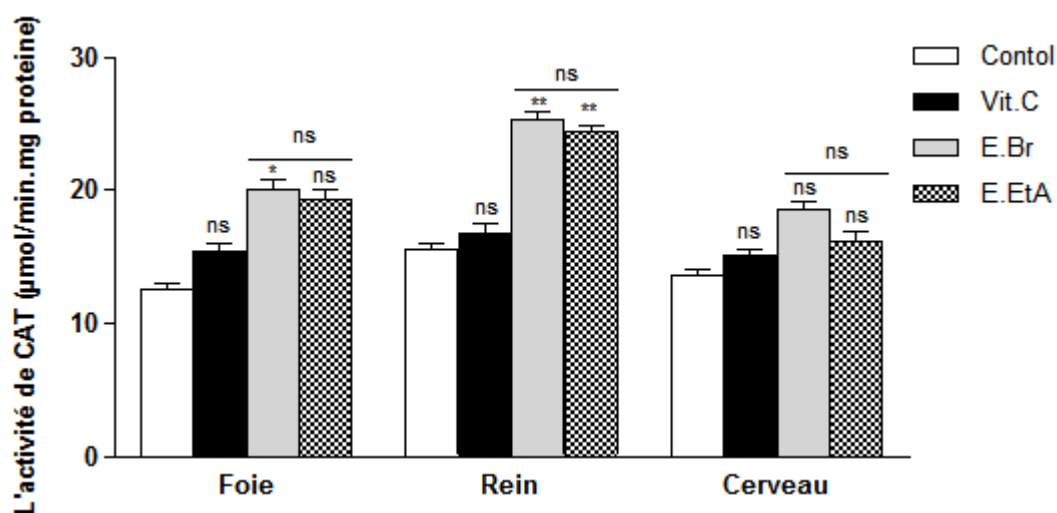 L'activité de CAT (µmol/min.mg proteine)
30
20
10
0
ns
*
ns
ns
ns
**
**
ns
ns
ns
ns
ns
Foie
Rein
Cerveau
Contol
Vit.C
E.Br
E.EtA